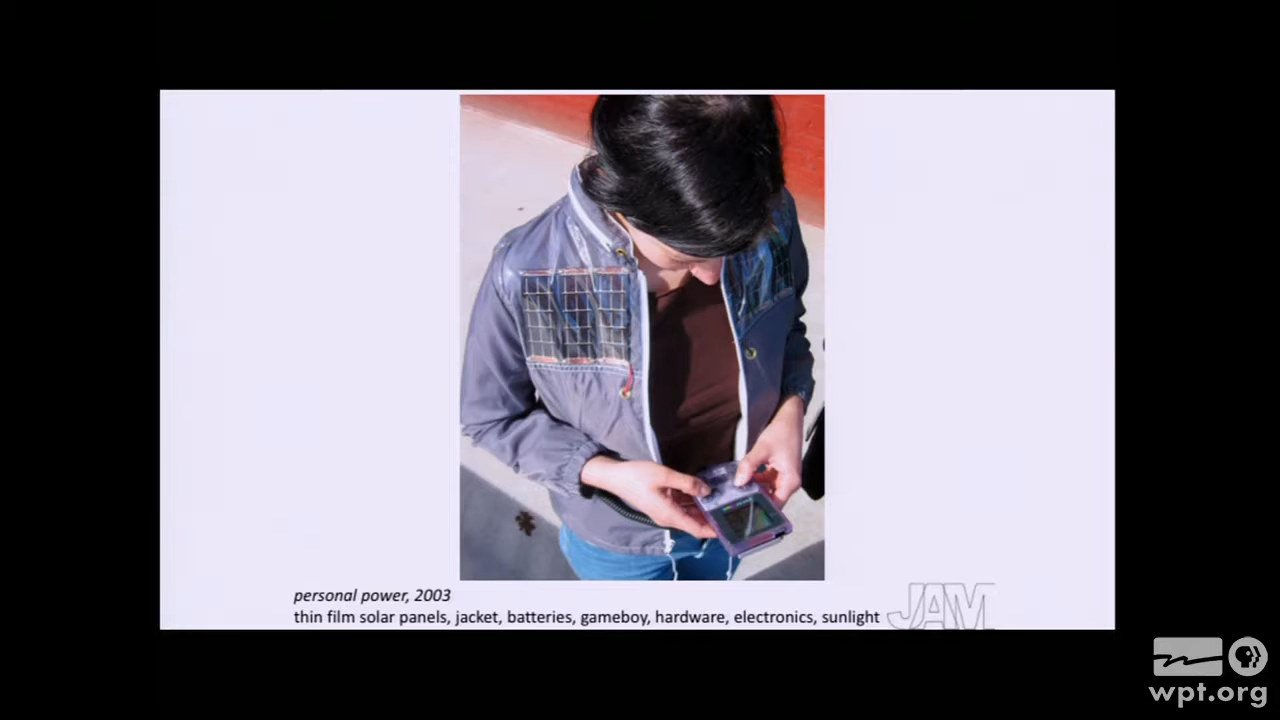 personal power, 2003
thin film solar panels, jacket, batteries, gameboy, hardware, electronics, sunlight
JAM
wpt.org